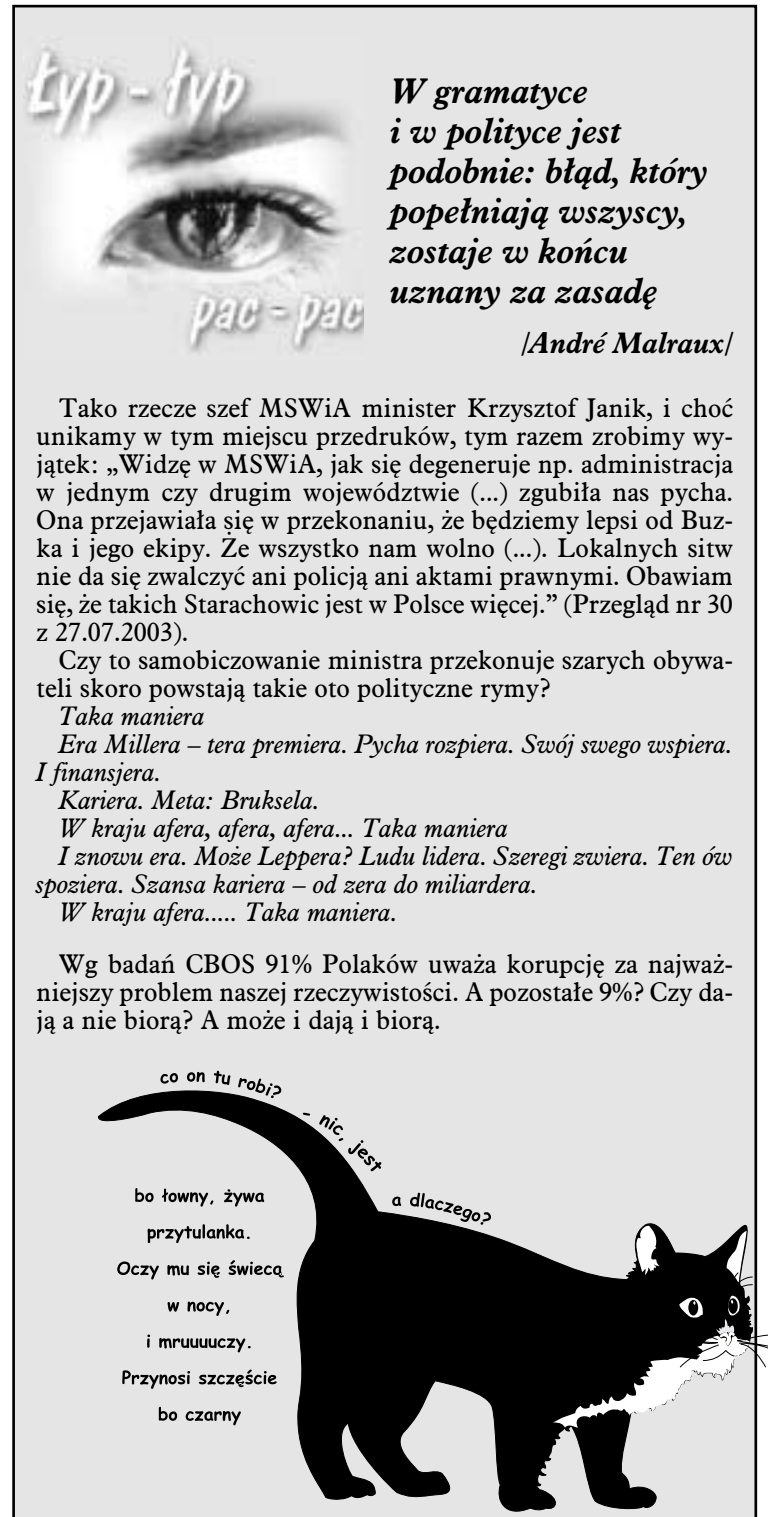 Łyp - łyp
pac - pac
W gramatyce
i w polityce jest
podobnie: błąd, który
popełniają wszyscy,
zostaje w końcu
uznany za zasadę
/André Malraux/
Tako rzecze szef MSWiA minister Krzysztof Janik, i choć
unikamy w tym miejscu przedruków, tym razem zrobimy wy-
jątek: „Widzę w MSWiA, jak się degeneruje np. administracja
w jednym czy drugim województwie (...) zgubiła nas pycha.
Ona przejawiała się w przekonaniu, że będziemy lepsi od Buz-
ka i jego ekipy. Że wszystko nam wolno (...). Lokalnych sitw
nie da się zwalczyć ani policją ani aktami prawnymi. Obawiam
się, że takich Starachowic jest w Polsce więcej.” (Przegląd nr 30
z 27.07.2003).
Czy to samobiczowanie ministra przekonuje szarych obywa-
teli skoro powstają takie oto polityczne rymy?
Taka maniera
Era Millera – tera premiera. Pycha rozpiera. Swój swego wspiera.
I finansjera.
Kariera. Meta: Bruksela.
W kraju afera, afera, afera... Taka maniera
I znowu era. Może Leppera? Ludu lidera. Szeregi zwiera. Ten ów
spoziera. Szansa kariera – od zera do miliardera.
W kraju afera..... Taka maniera.
Wg badań CBOS 91% Polaków uważa korupcję za najważ-
niejszy problem naszej rzeczywistości. A pozostałe 9%? Czy da-
ją a nie biorą? A może i dają i biorą.
co on tu robi?
- nic, jest
a dlaczego?
bo łowny, żywa
przytulanka.
Oczy mu się świecą
w nocy,
i mruuuuczy.
Przynosi szczęście
bo czarny